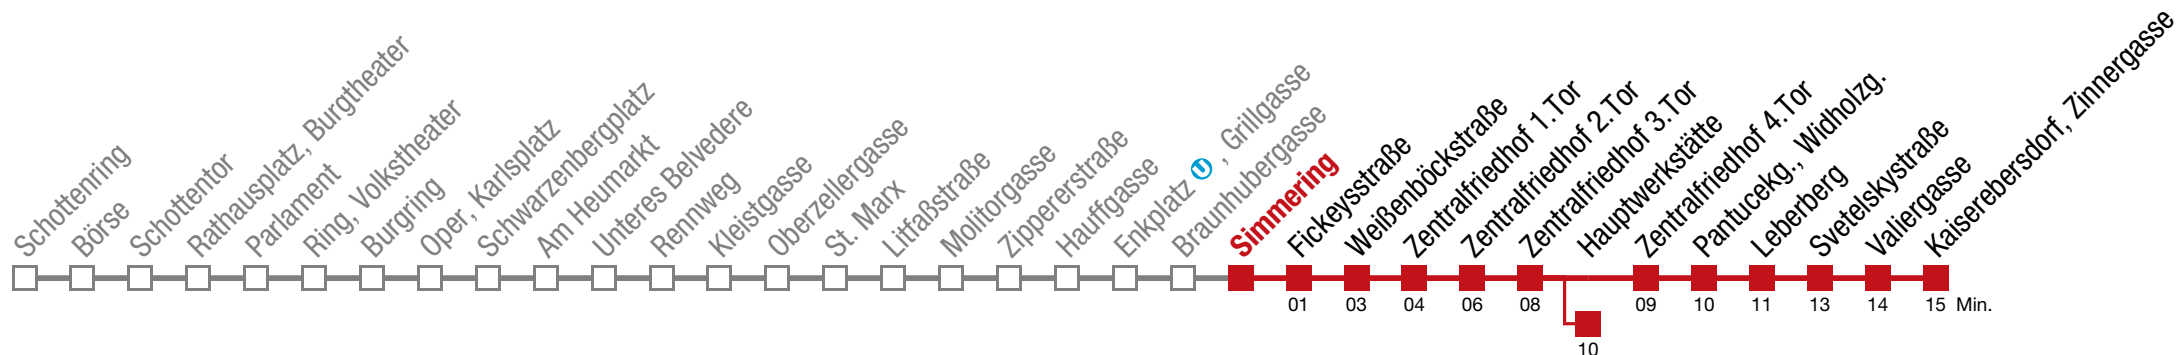 Schottenring
Börse
Schottentor
Rathausplatz, Burgtheater
Parlament
Ring, Volkstheater
Burgring
Oper, Karlsplatz
Schwarzenbergplatz
Am Heumarkt
Unteres Belvedere
Rennweg
Kleistgasse
Oberzellergasse
St. Marx
Litfaßstraße
Molitorgasse
Zippererstraße
Hauffgasse
Enkplatz U, Grillgasse
Braunhubergasse
Simmering
Fickeysstraße
Weißenböckstraße
Zentralfriedhof 1.Tor
Zentralfriedhof 2.Tor
Zentralfriedhof 3.Tor
Hauptwerkstätte
Zentralfriedhof 4.Tor
Pantucekg., Widholzg.
Leberberg
Svetelskystraße
Valiergasse
Kaiserebersdorf, Zinnergasse
01 03 04 06 08 09 10 11 13 14 15 Min.
10